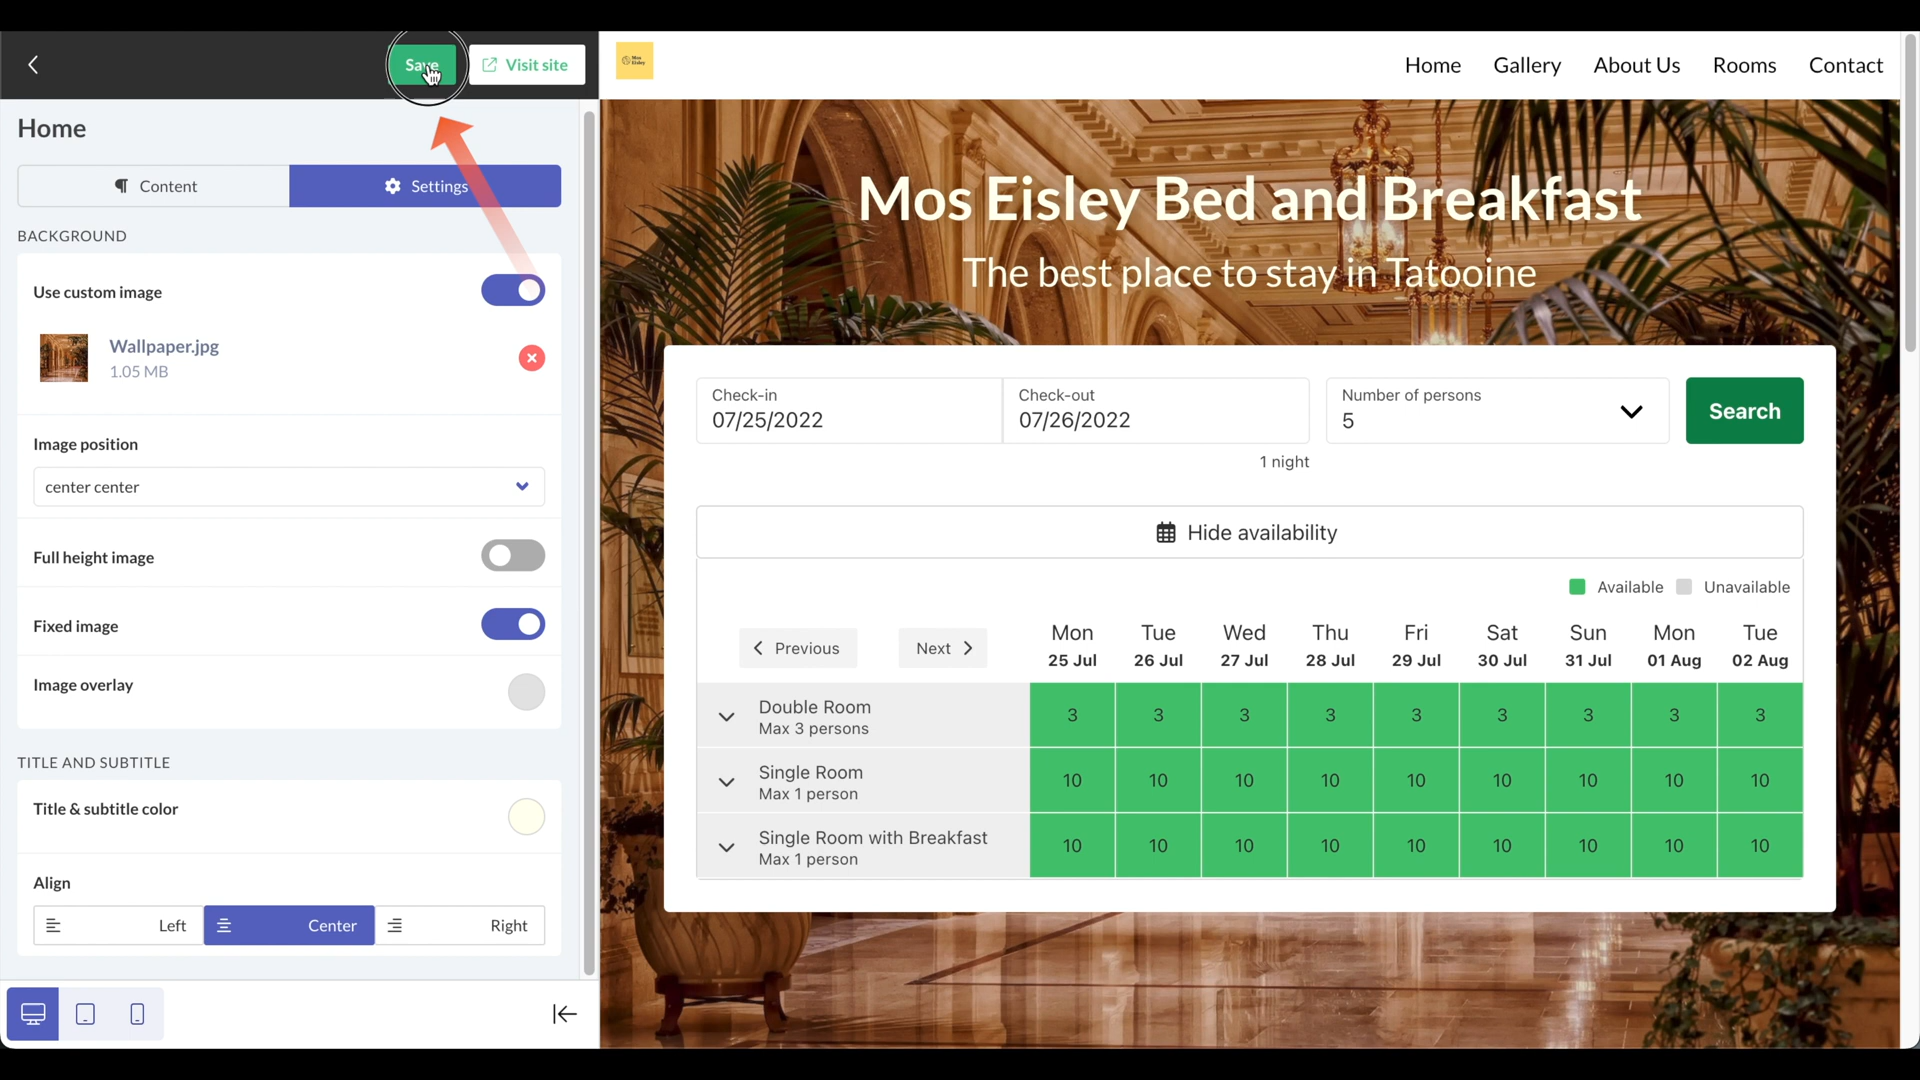 Save
Visit site
Home
Content
Settings
BACKGROUND
Use custom image
Wallpaper.jpg
1.05 MB
Image position
center center
Full height image
Fixed image
Image overlay
TITLE AND SUBTITLE
Title & subtitle color
Align
Left
Center
Right
Mos
Eisley
Home Gallery About Us Rooms Contact
Mos Eisley Bed and Breakfast
The best place to stay in Tatooine
Check-in
07/25/2022
Check-out
07/26/2022
Number of persons
5
Search
1 night
Hide availability
Available Unavailable
Previous Next
Mon Tue Wed Thu Fri Sat Sun Mon Tue
25 Jul 26 Jul 27 Jul 28 Jul 29 Jul 30 Jul 31 Jul 01 Aug 02 Aug
Double Room
Max 3 persons
3 3 3 3 3 3 3 3 3
Single Room
Max 1 person
10 10 10 10 10 10 10 10 10
Single Room with Breakfast
Max 1 person
10 10 10 10 10 10 10 10 10